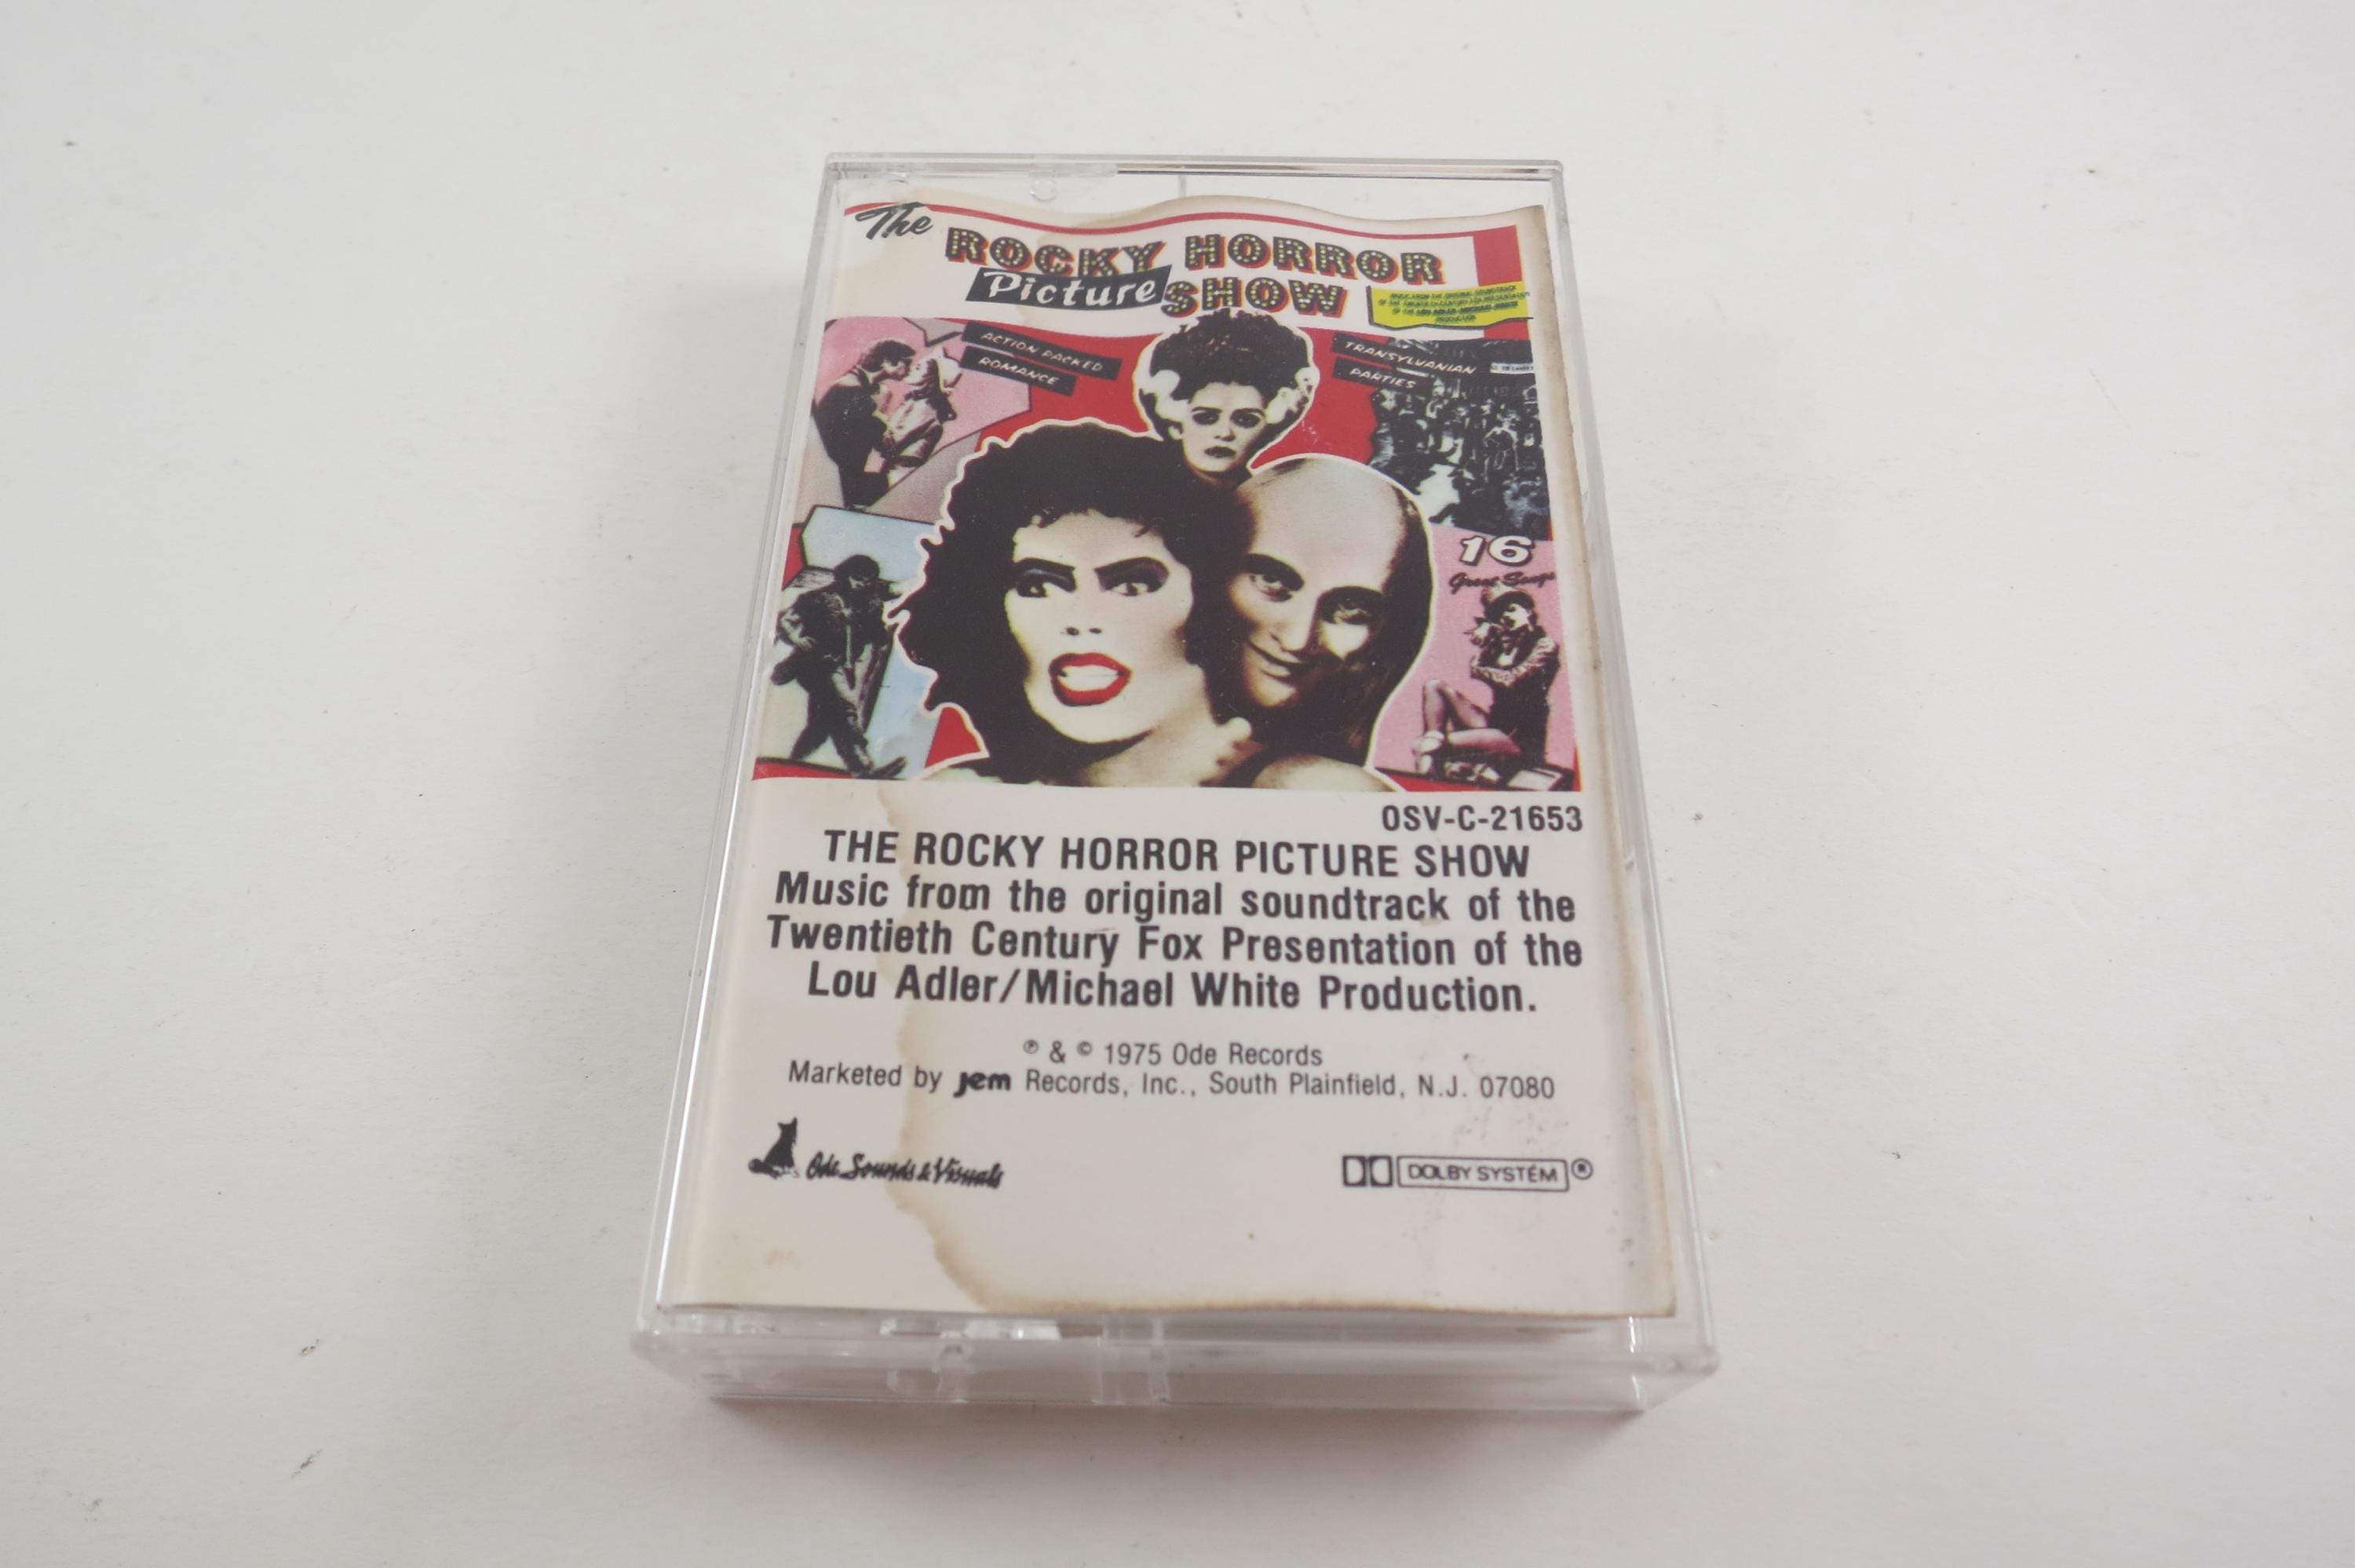 The
ROCKY HORROR
Picture SHOW
ACTION PACKED
ROMANCE
TRANSYLVANIAN
PARTIES
16
Great Songs
OSV-C-21653
THE ROCKY HORROR PICTURE SHOW
Music from the original soundtrack of the
Twentieth Century Fox Presentation of the
Lou Adler/Michael White Production.
℗ & © 1975 Ode Records
Marketed by jem Records, Inc., South Plainfield, N.J. 07080
Ode Sounds & Visuals
DOLBY SYSTEM ®